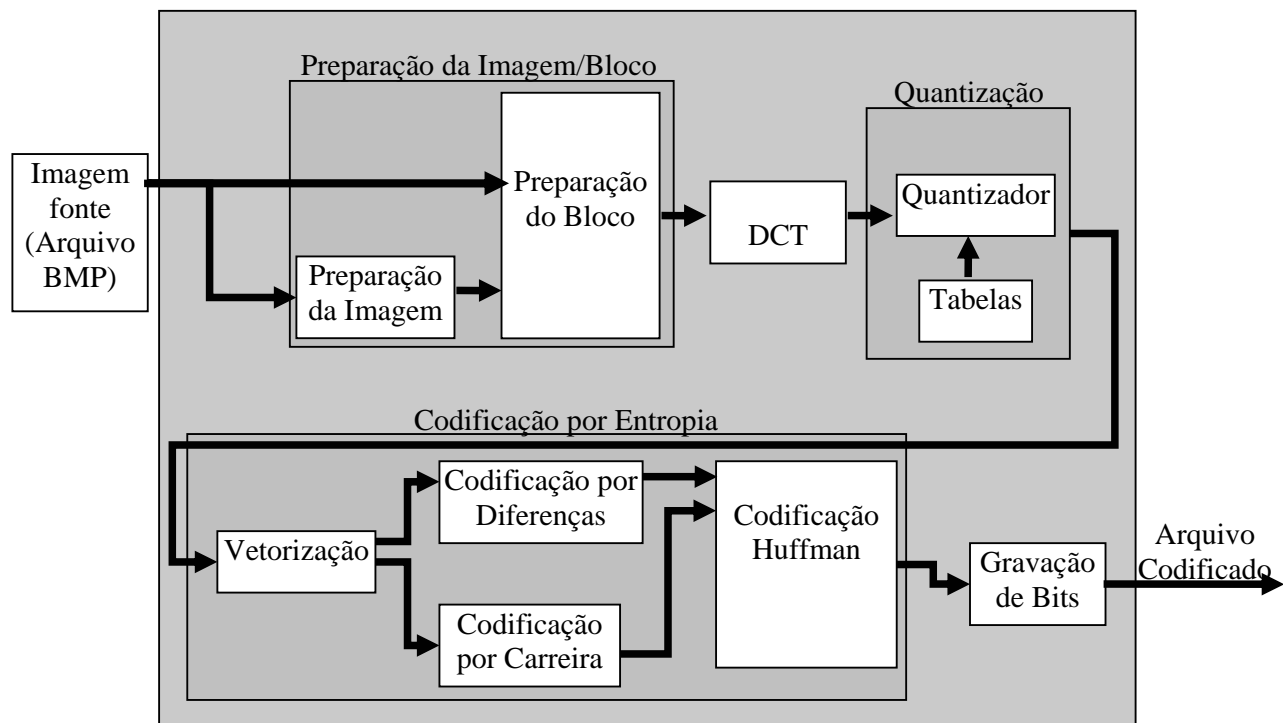 Preparação da Imagem/Bloco
Quantização
Imagem
fonte
(Arquivo
BMP)
Preparação
do Bloco
Preparação
da Imagem
DCT
Quantizador
Tabelas
Codificação por Entropia
Vetorização
Codificação por
Diferenças
Codificação
por Carreira
Codificação
Huffman
Gravação
de Bits
Arquivo
Codificado